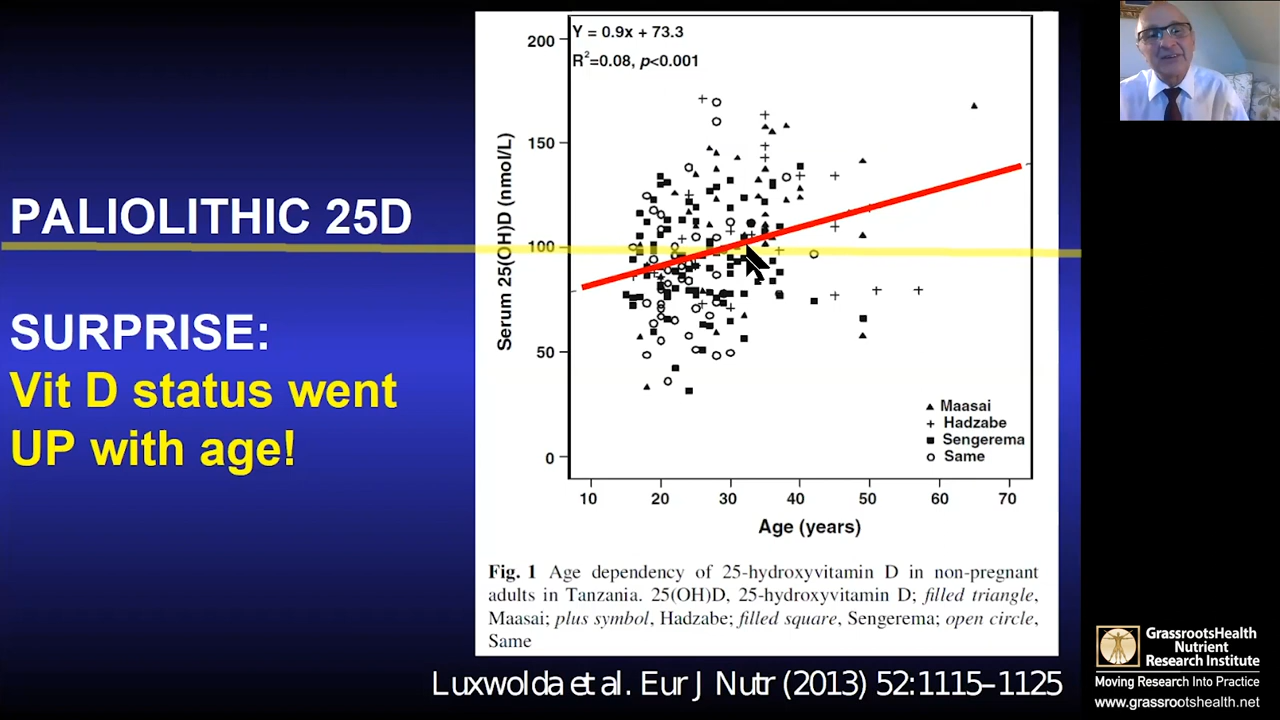 PALIOLITHIC 25D
SURPRISE:
Vit D status went
UP with age!
Y = 0.9x + 73.3
R²=0.08, p<0.001
Serum 25(OH)D (nmol/L)
200
150
100
50
0
10 20 30 40 50 60 70
Age (years)
Maasai
Hadzabe
Sengerema
Same
Fig. 1 Age dependency of 25-hydroxyvitamin D in non-pregnant
adults in Tanzania. 25(OH)D, 25-hydroxyvitamin D; filled triangle,
Maasai; plus symbol, Hadzabe; filled square, Sengerema; open circle,
Same
Luxwolda et al. Eur J Nutr (2013) 52:1115–1125
GrassrootsHealth
Nutrient
Research Institute
Moving Research Into Practice
www.grassrootshealth.net